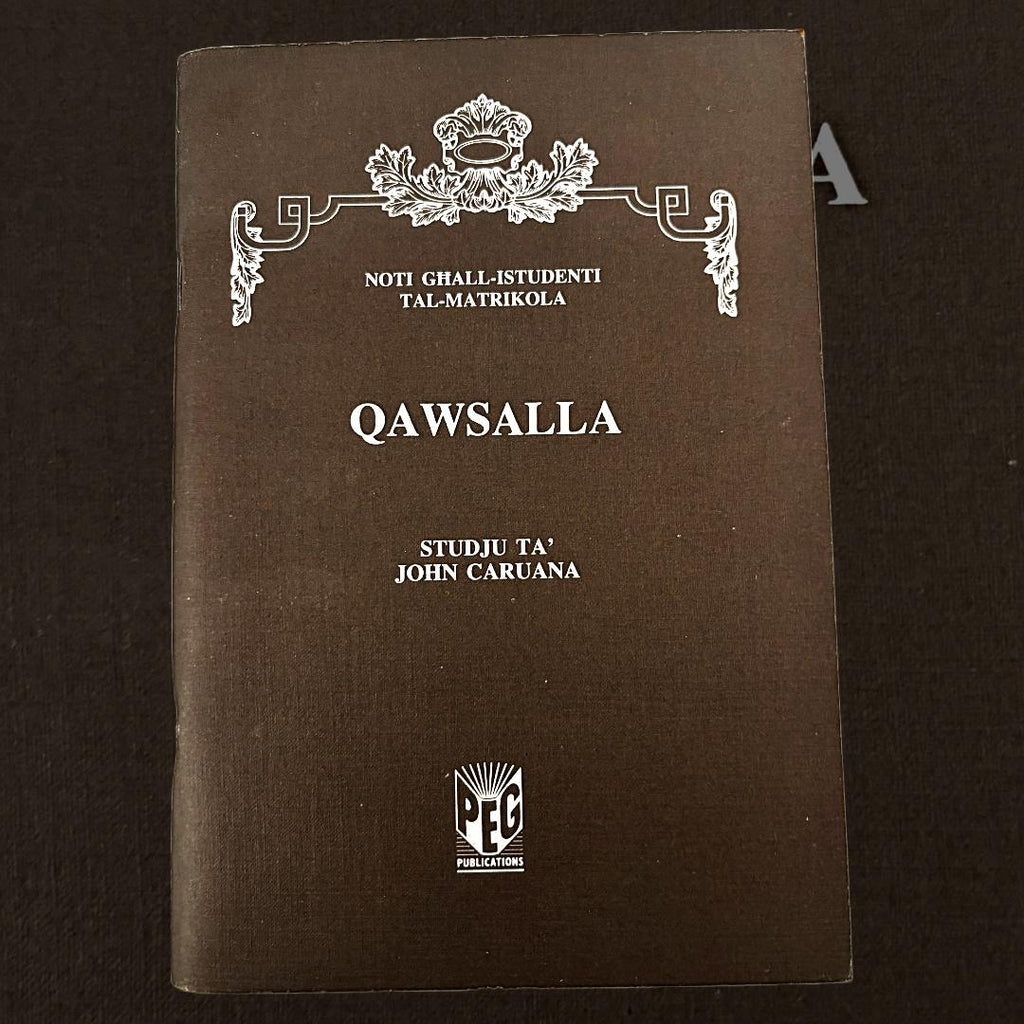 NOTI GĦALL-ISTUDENTI
TAL-MATRIKOLA
QAWSALLA
STUDJU TA’
JOHN CARUANA
PEG
PUBLICATIONS
A